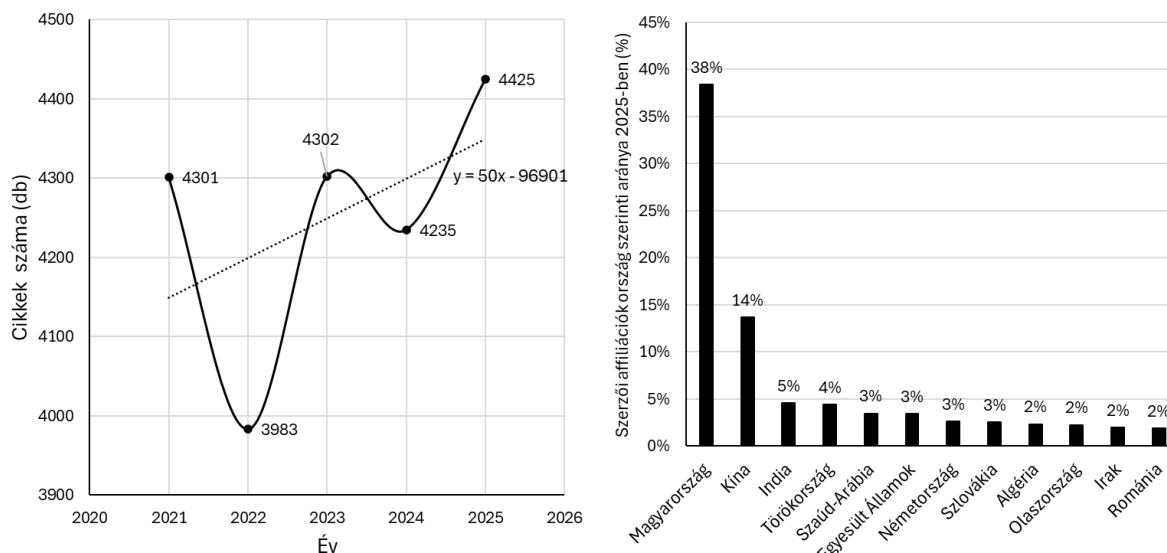 4500
4400
4300
4200
4100
4000
3900
Cikkek száma (db)
4301
3983
4302
4235
4425
y = 50x - 96901
2020 2021 2022 2023 2024 2025 2026
Év
Szerzői affiliációk ország szerinti aránya 2025-ben (%)
45%
40%
35%
30%
25%
20%
15%
10%
5%
0%
38%
14%
5%
4%
3%
3%
3%
3%
2%
2%
2%
2%
Magyarország
Kína
India
Törökország
Szaúd-Arábia
Egyesült Államok
Németország
Szlovákia
Algéria
Olaszország
Irak
Románia